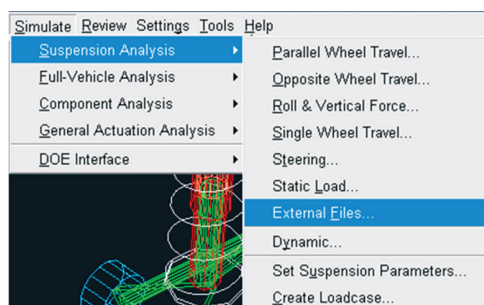 Simulate Review Settings Tools Help
Suspension Analysis
Full-Vehicle Analysis
Component Analysis
General Actuation Analysis
DOE Interface
Parallel Wheel Travel...
Opposite Wheel Travel...
Roll & Vertical Force...
Single Wheel Travel...
Steering...
Static Load...
External Files...
Dynamic...
Set Suspension Parameters...
Create Loadcase...